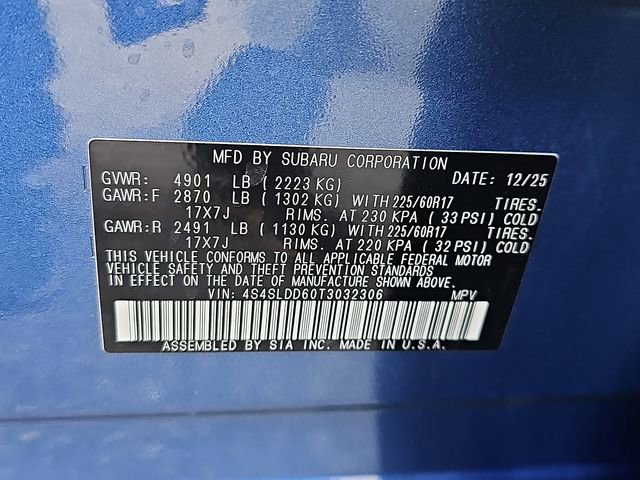 MFD BY SUBARU CORPORATION
GVWR: 4901 LB ( 2223 KG) DATE: 12/25
GAWR:F 2870 LB ( 1302 KG) WITH 225/60R17 TIRES.
17X7J RIMS. AT 230 KPA ( 33 PSI) COLD
GAWR:R 2491 LB ( 1130 KG) WITH 225/60R17 TIRES.
17X7J RIMS. AT 220 KPA ( 32 PSI) COLD
THIS VEHICLE CONFORMS TO ALL APPLICABLE FEDERAL MOTOR
VEHICLE SAFETY AND THEFT PREVENTION STANDARDS
IN EFFECT ON THE DATE OF MANUFACTURE SHOWN ABOVE.
VIN: 4S4SLDD60T3032306 MPV
ASSEMBLED BY SIA INC. MADE IN U.S.A.